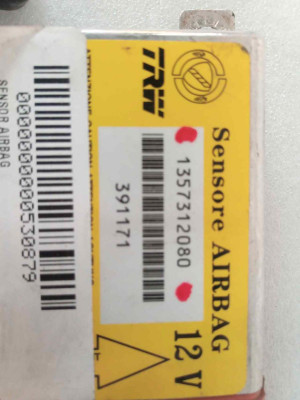 Sensore AIRBAG
12 V
1357312080
391171
TRW
SENSOR AIRBAG
0000000000530879